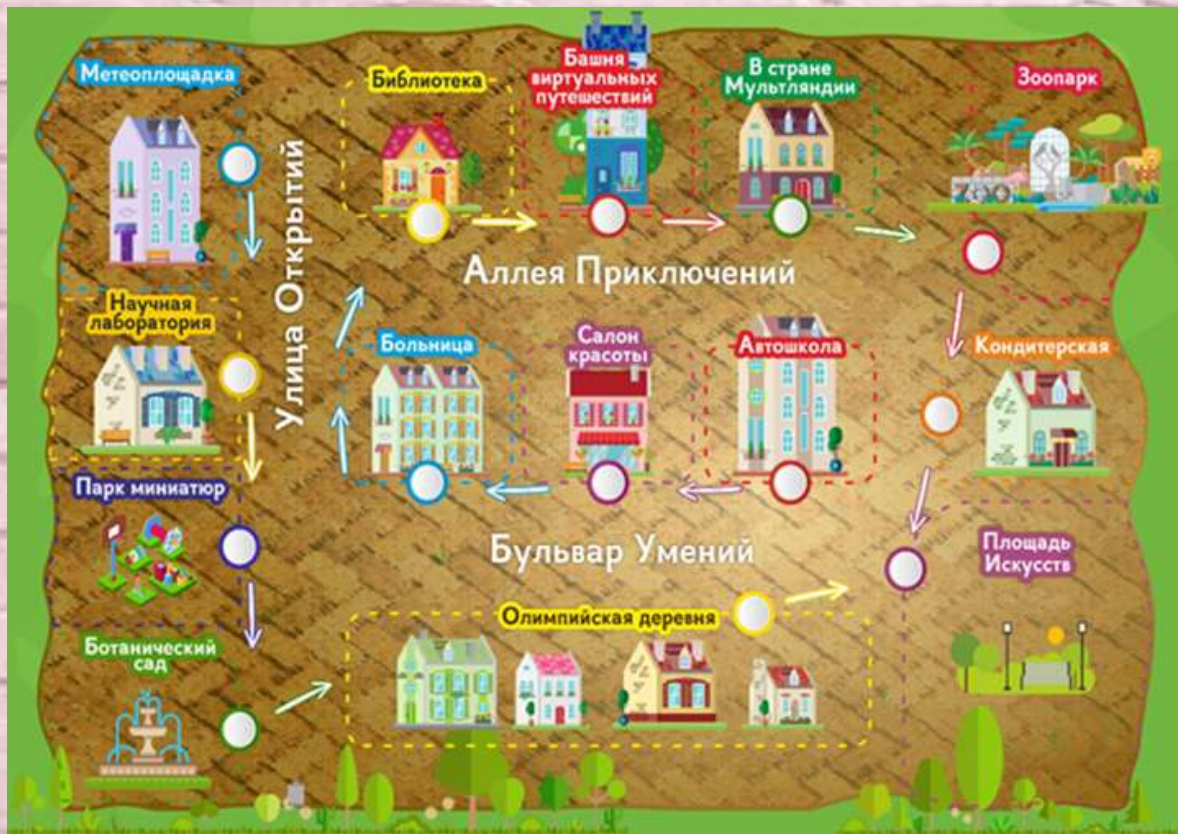 Метеоплощадка
Библиотека
Башня
виртуальных
путешествий
В стране
Мультляндии
Зоопарк
ZOO
Улица Открытий
Аллея Приключений
Научная
лаборатория
Больница
Салон
красоты
Автошкола
Кондитерская
Парк миниатюр
Бульвар Умений
Площадь
Искусств
Олимпийская деревня
Ботанический
сад